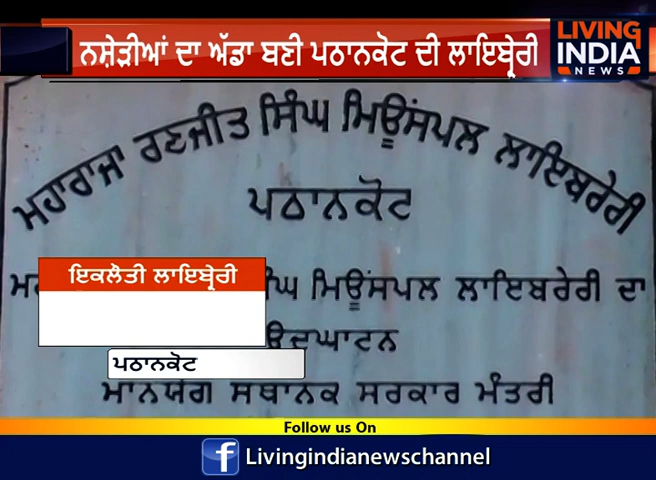 ਨਸ਼ੇੜੀਆਂ ਦਾ ਅੱਡਾ ਬਣੀ ਪਠਾਨਕੋਟ ਦੀ ਲਾਇਬ੍ਰੇਰੀ
LIVING
INDIA
NEWS
ਮਹਾਰਾਜਾ ਰਣਜੀਤ ਸਿੰਘ ਮਿਊਂਸਪਲ ਲਾਇਬਰੇਰੀ
ਪਠਾਨਕੋਟ
ਇਕਲੌਤੀ ਲਾਇਬ੍ਰੇਰੀ
ਮਿਊਂਸਪਲ ਲਾਇਬਰੇਰੀ ਦਾ
ਉਦਘਾਟਨ
ਪਠਾਨਕੋਟ
ਮਾਨਯੋਗ ਸਥਾਨਕ ਸਰਕਾਰ ਮੰਤਰੀ
Follow us On
f Livingindianewschannel